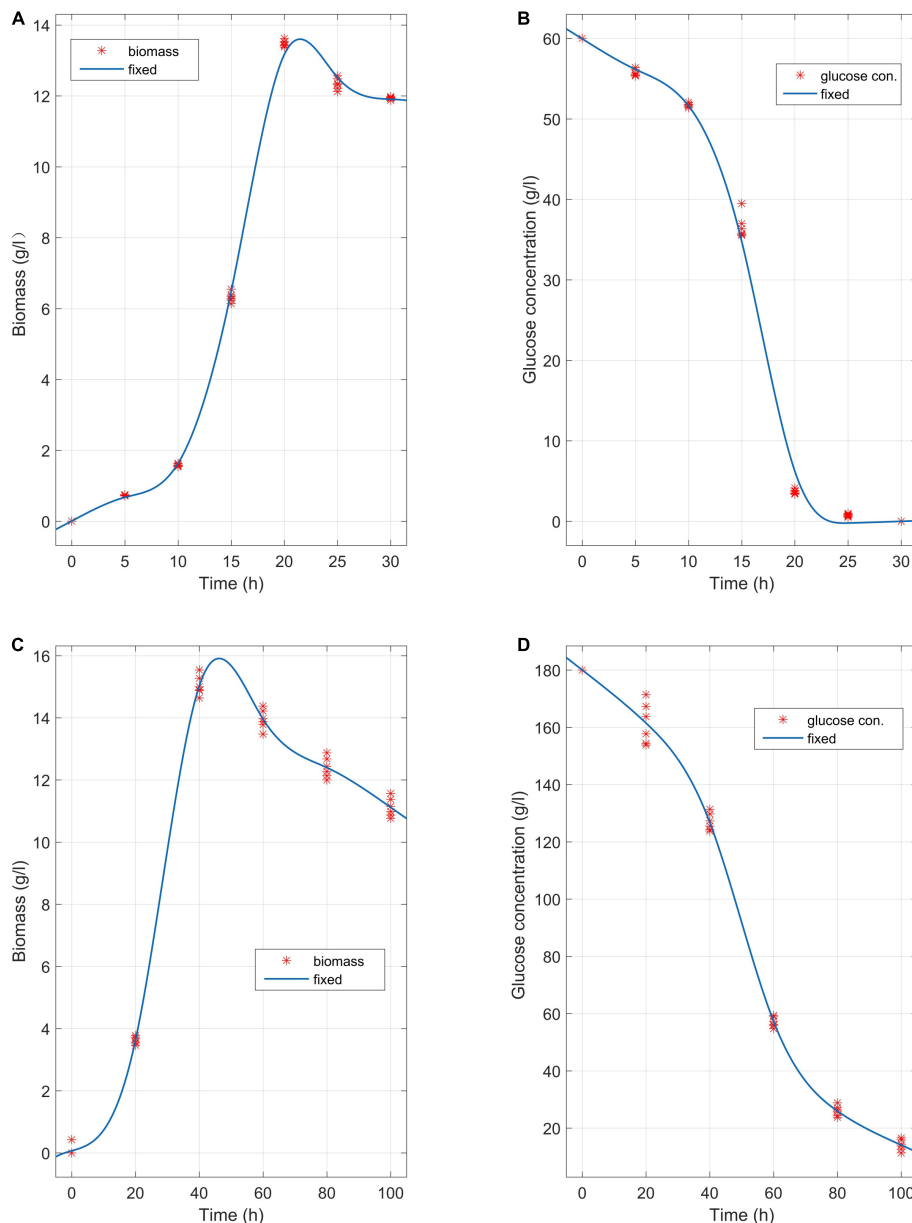 A
14
12
10
8
6
4
2
0
Biomass (g/l）
biomass
fixed
0 5 10 15 20 25 30
Time (h)
B
60
50
40
30
20
10
0
Glucose concentration (g/l)
glucose con.
fixed
0 5 10 15 20 25 30
Time (h)
C
16
14
12
10
8
6
4
2
0
Biomass (g/l)
biomass
fixed
0 20 40 60 80 100
Time (h)
D
180
160
140
120
100
80
60
40
20
Glucose concentration (g/l)
glucose con.
fixed
0 20 40 60 80 100
Time (h)